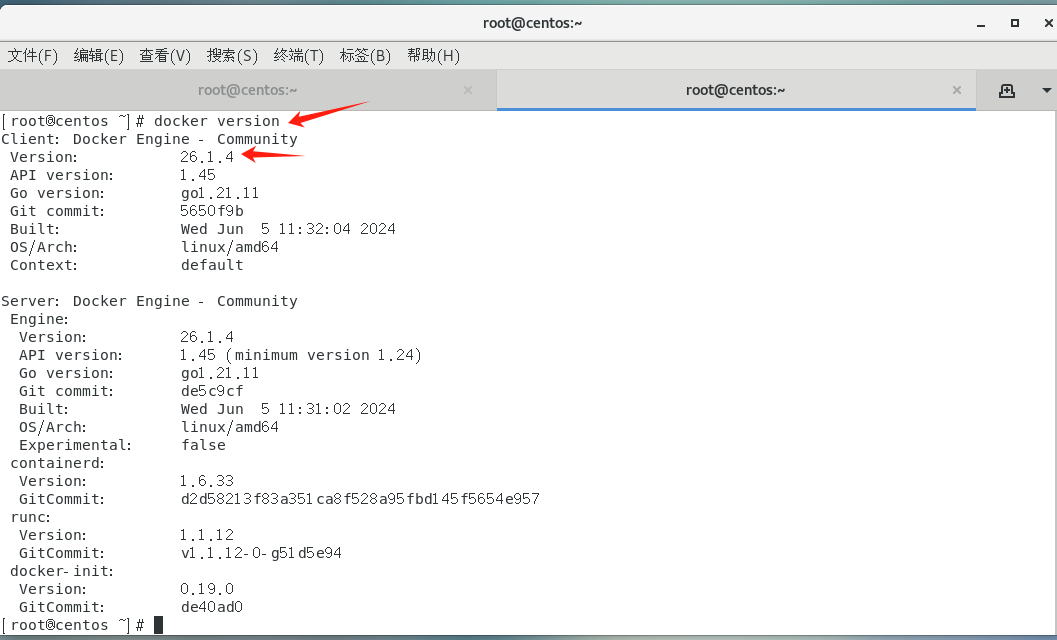 root@centos:~
文件(F) 编辑(E) 查看(V) 搜索(S) 终端(T) 标签(B) 帮助(H)
root@centos:~ root@centos:~
[root@centos ~]# docker version
Client: Docker Engine - Community
 Version:           26.1.4
 API version:       1.45
 Go version:        go1.21.11
 Git commit:        5650f9b
 Built:             Wed Jun  5 11:32:04 2024
 OS/Arch:           linux/amd64
 Context:           default

Server: Docker Engine - Community
 Engine:
  Version:          26.1.4
  API version:      1.45 (minimum version 1.24)
  Go version:       go1.21.11
  Git commit:       de5c9cf
  Built:            Wed Jun  5 11:31:02 2024
  OS/Arch:          linux/amd64
  Experimental:     false
 containerd:
  Version:          1.6.33
  GitCommit:        d2d58213f83a351ca8f528a95fbd145f5654e957
 runc:
  Version:          1.1.12
  GitCommit:        v1.1.12-0-g51d5e94
 docker-init:
  Version:          0.19.0
  GitCommit:        de40ad0
[root@centos ~]#